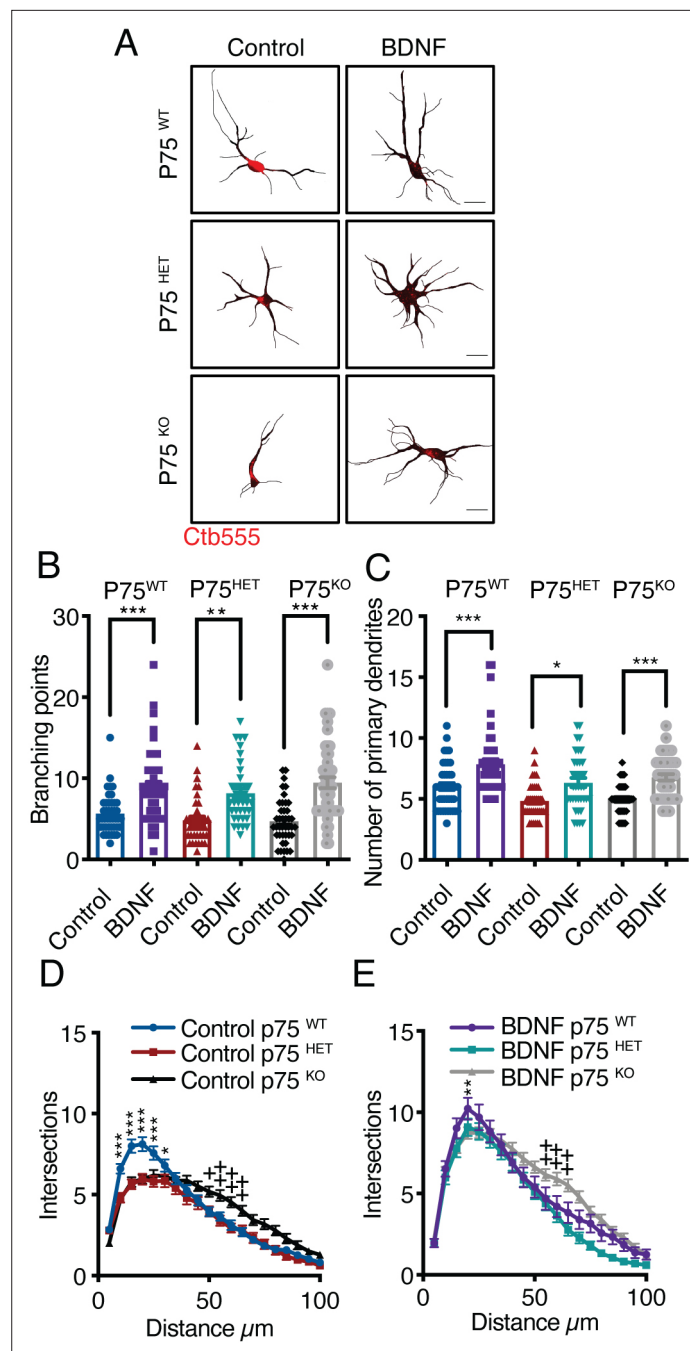 A
Control BDNF
P75 WT
P75 HET
P75 KO
Ctb555
B
P75WT P75HET P75KO
*** ** ***
30
20
10
0
Branching points
Control BDNF Control BDNF Control BDNF
C
P75WT P75HET P75KO
*** * ***
20
15
10
5
0
Number of primary dendrites
Control BDNF Control BDNF Control BDNF
D
Control p75 WT
Control p75 HET
Control p75 KO
15
10
5
0
Intersections
*** *** *** *** *
0 50 100
Distance µm
E
BDNF p75 WT
BDNF p75 HET
BDNF p75 KO
15
10
5
0
Intersections
**
0 50 100
Distance µm